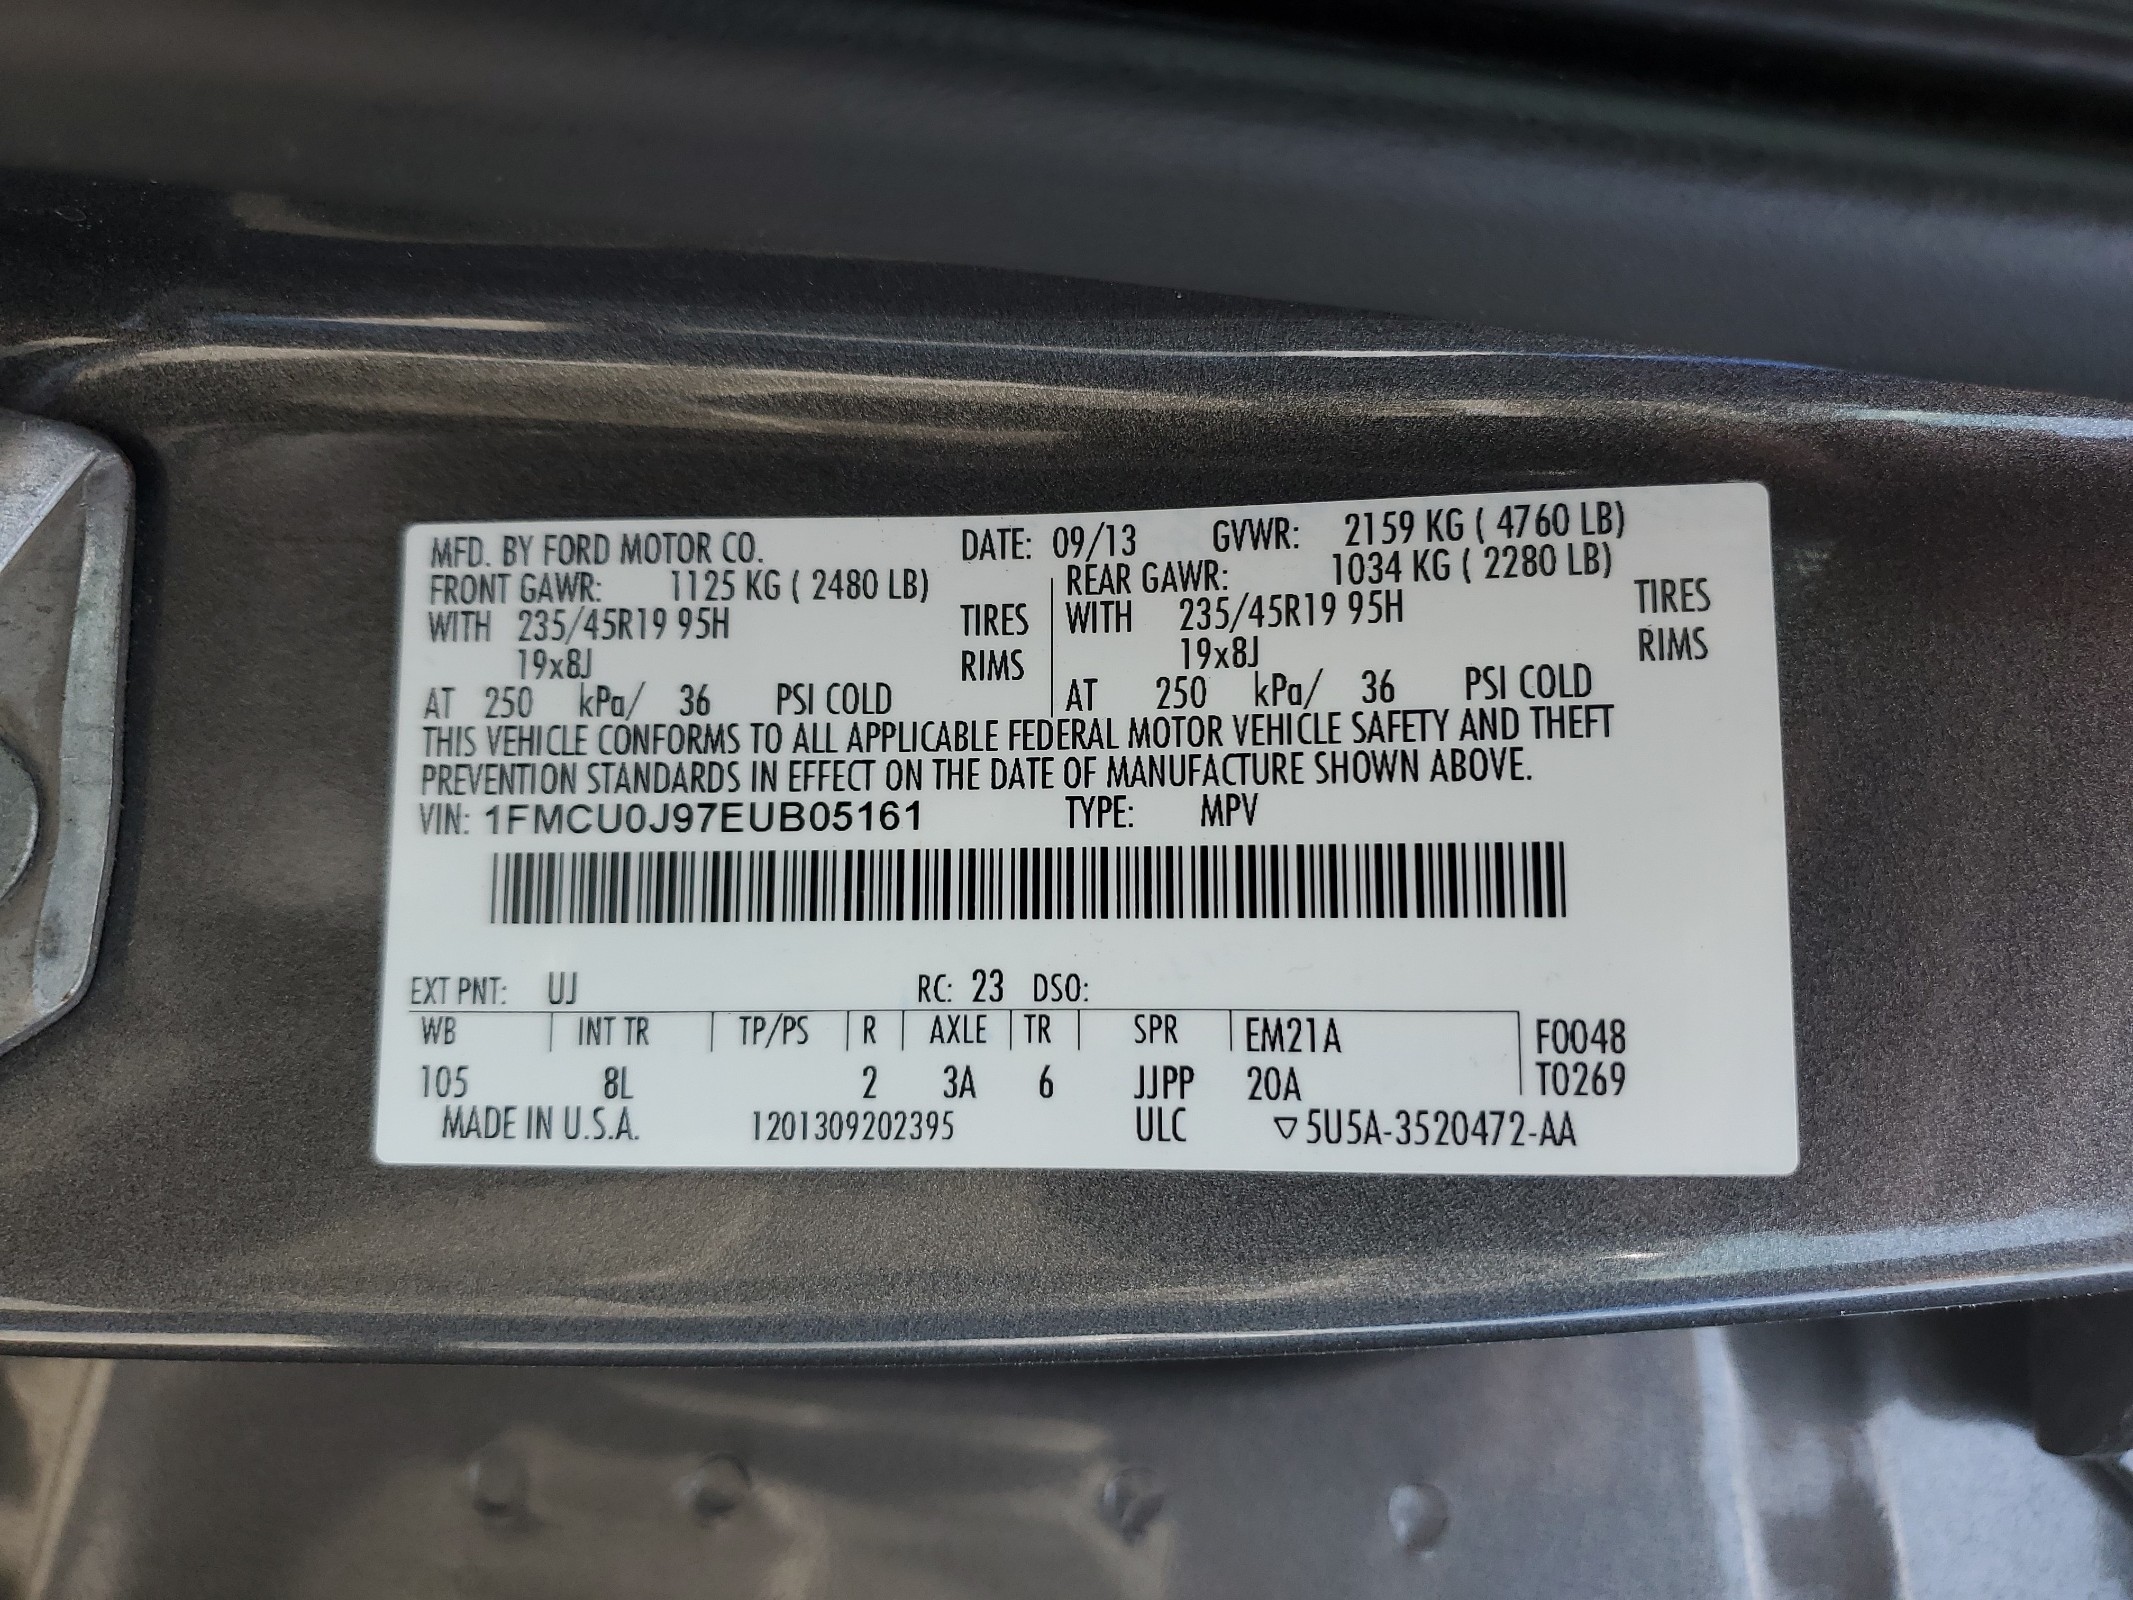 MFD. BY FORD MOTOR CO. DATE: 09/13 GVWR: 2159 KG ( 4760 LB)
FRONT GAWR: 1125 KG ( 2480 LB) REAR GAWR: 1034 KG ( 2280 LB)
WITH 235/45R19 95H TIRES WITH 235/45R19 95H TIRES
19x8J RIMS 19x8J RIMS
AT 250 kPa/ 36 PSI COLD AT 250 kPa/ 36 PSI COLD
THIS VEHICLE CONFORMS TO ALL APPLICABLE FEDERAL MOTOR VEHICLE SAFETY AND THEFT
PREVENTION STANDARDS IN EFFECT ON THE DATE OF MANUFACTURE SHOWN ABOVE.
VIN: 1FMCU0J97EUB05161 TYPE: MPV
EXT PNT: UJ RC: 23 DSO:
WB INT TR TP/PS R AXLE TR SPR EM21A F0048
105 8L 2 3A 6 JJPP 20A T0269
MADE IN U.S.A. 1201309202395 ULC ▽5U5A-3520472-AA